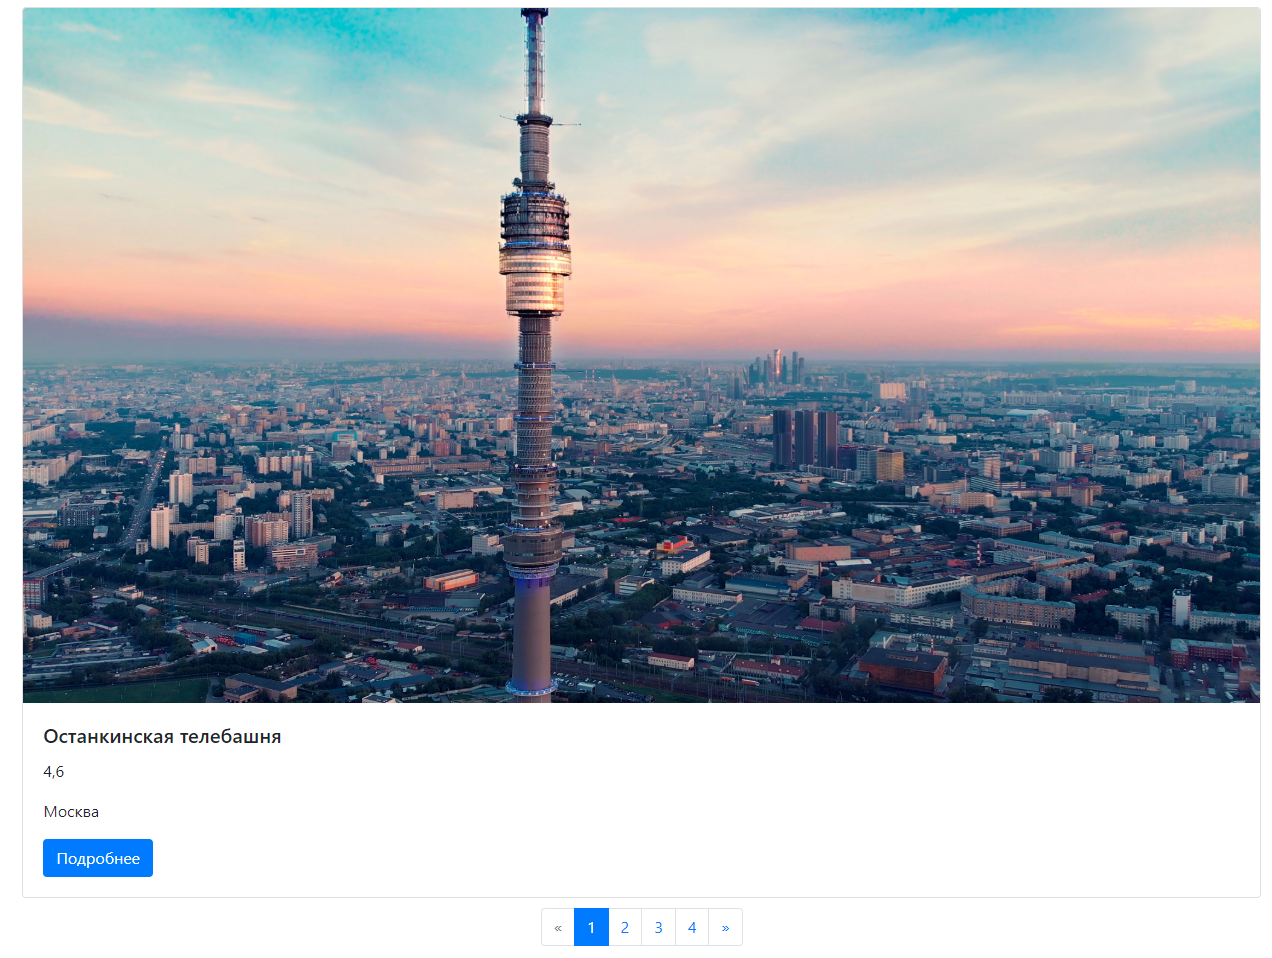 Останкинская телебашня
4,6
Москва
Подробнее
« 1 2 3 4 »